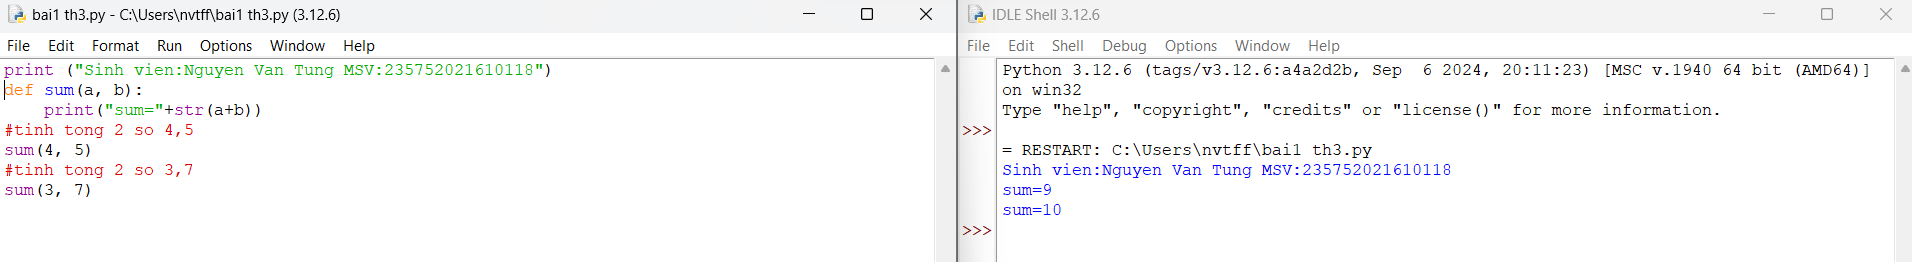 bai1 th3.py - C:\Users\nvtff\bai1 th3.py (3.12.6)
File Edit Format Run Options Window Help
print ("Sinh vien:Nguyen Van Tung MSV:235752021610118")
def sum(a, b):
    print("sum="+str(a+b))
#tinh tong 2 so 4,5
sum(4, 5)
#tinh tong 2 so 3,7
sum(3, 7)
IDLE Shell 3.12.6
File Edit Shell Debug Options Window Help
Python 3.12.6 (tags/v3.12.6:a4a2d2b, Sep  6 2024, 20:11:23) [MSC v.1940 64 bit (AMD64)]
on win32
Type "help", "copyright", "credits" or "license()" for more information.
>>>
= RESTART: C:\Users\nvtff\bai1 th3.py
Sinh vien:Nguyen Van Tung MSV:235752021610118
sum=9
sum=10
>>>